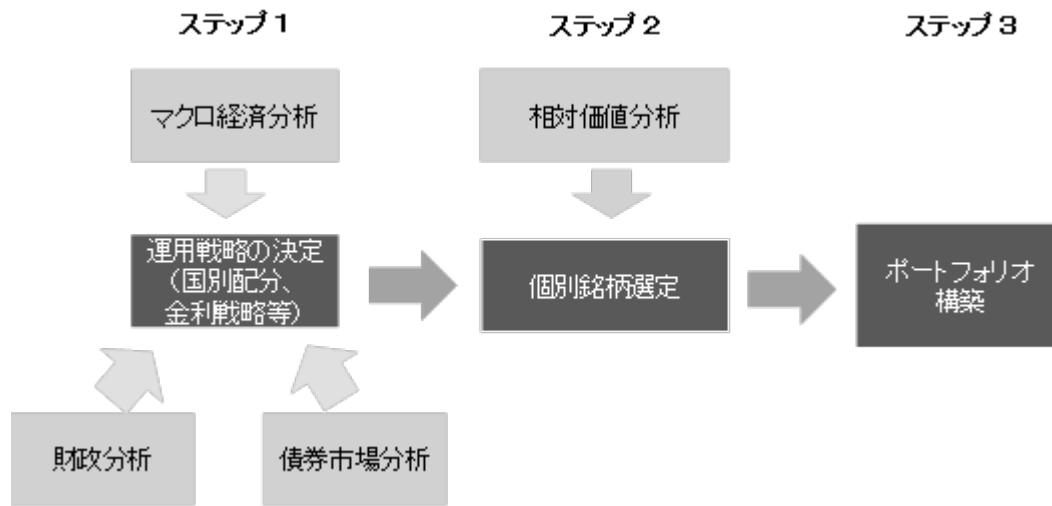 ステップ1
ステップ2
ステップ3
マクロ経済分析
相対価値分析
運用戦略の決定
(国別配分、
金利戦略等)
個別銘柄選定
ポートフォリオ
構築
財政分析
債券市場分析